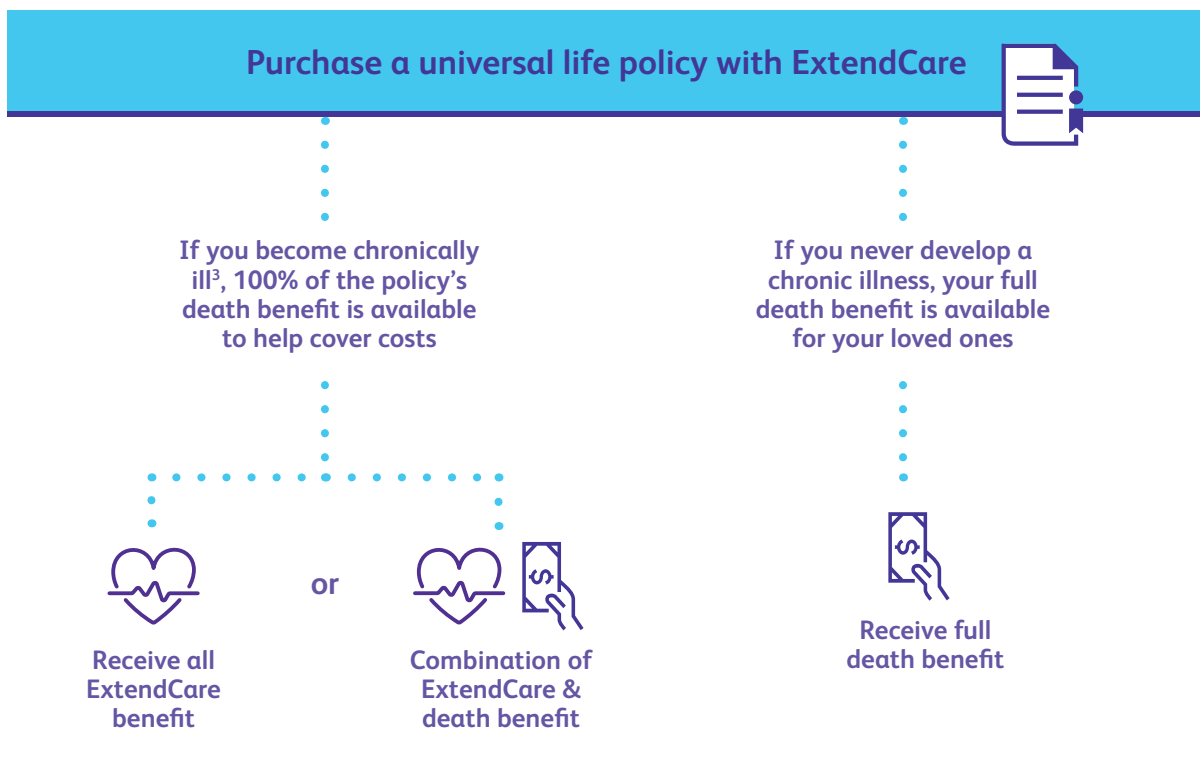 Purchase a universal life policy with ExtendCare
If you become chronically
ill³, 100% of the policy’s
death benefit is available
to help cover costs
If you never develop a
chronic illness, your full
death benefit is available
for your loved ones
$
$
or
Receive all
ExtendCare
benefit
Combination of
ExtendCare &
death benefit
Receive full
death benefit